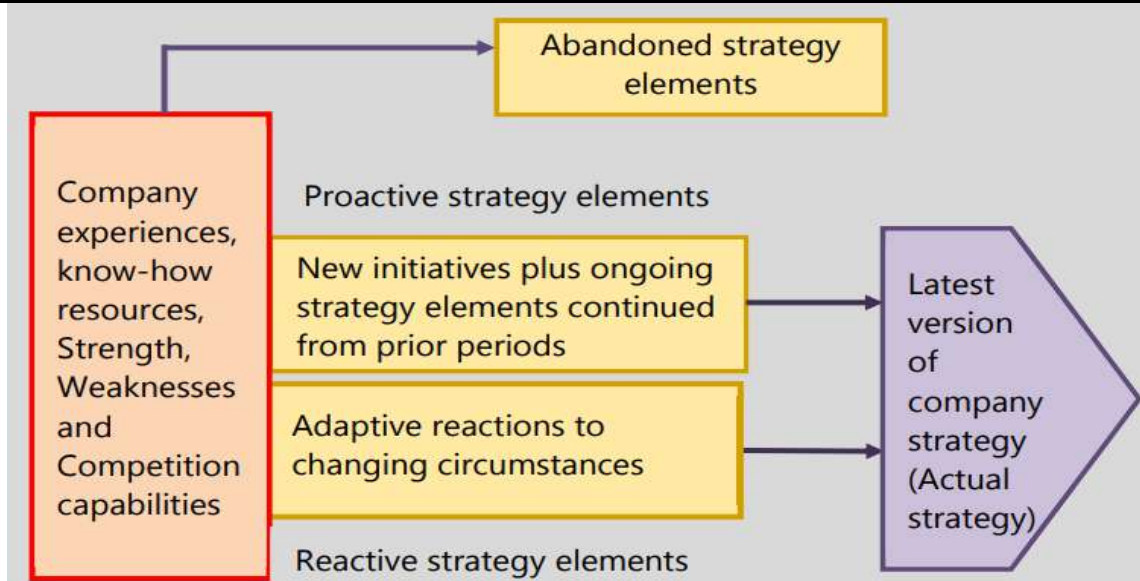 Abandoned strategy
elements
Company
experiences,
know-how
resources,
Strength,
Weaknesses
and
Competition
capabilities
Proactive strategy elements
New initiatives plus ongoing
strategy elements continued
from prior periods
Adaptive reactions to
changing circumstances
Reactive strategy elements
Latest
version
of
company
strategy
(Actual
strategy)